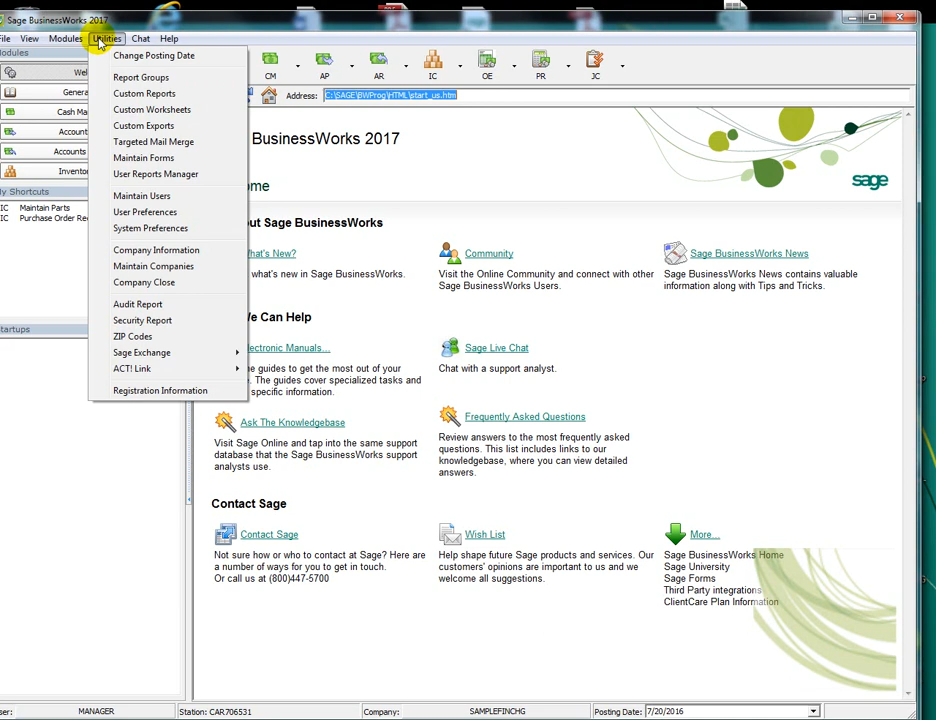 Sage BusinessWorks 2017
File View Modules Utilities Chat Help
Modules
CM AP AR IC OE PR JC
Address: C:\SAGE\BWProg\HTML\start_us.htm
Wel
Genera
Cash Ma
Account
Accounts
Invento
My Shortcuts
IC Maintain Parts
IC Purchase Order Re
Startups
Change Posting Date
Report Groups
Custom Reports
Custom Worksheets
Custom Exports
Targeted Mail Merge
Maintain Forms
User Reports Manager
Maintain Users
User Preferences
System Preferences
Company Information
Maintain Companies
Company Close
Audit Report
Security Report
ZIP Codes
Sage Exchange
ACT! Link
Registration Information
BusinessWorks 2017
sage
ome
out Sage BusinessWorks
hat's New?
what's new in Sage BusinessWorks.
Community
Visit the Online Community and connect with other
Sage BusinessWorks Users.
Sage BusinessWorks News
Sage BusinessWorks News contains valuable
information along with Tips and Tricks.
We Can Help
lectronic Manuals...
he guides to get the most out of your
e. The guides cover specialized tasks and
specific information.
Sage Live Chat
Chat with a support analyst.
Ask The Knowledgebase
Visit Sage Online and tap into the same support
database that the Sage BusinessWorks support
analysts use.
Frequently Asked Questions
Review answers to the most frequently asked
questions. This list includes links to our
knowledgebase, where you can view detailed
answers.
Contact Sage
Contact Sage
Not sure how or who to contact at Sage? Here are
a number of ways for you to get in touch.
Or call us at (800)447-5700
Wish List
Help shape future Sage products and services. Our
customers' opinions are important to us and we
welcome all suggestions.
More...
Sage BusinessWorks Home
Sage University
Sage Forms
Third Party integrations
ClientCare Plan Information
ser: MANAGER Station: CAR706531 Company: SAMPLEFINCHG Posting Date: 7/20/2016